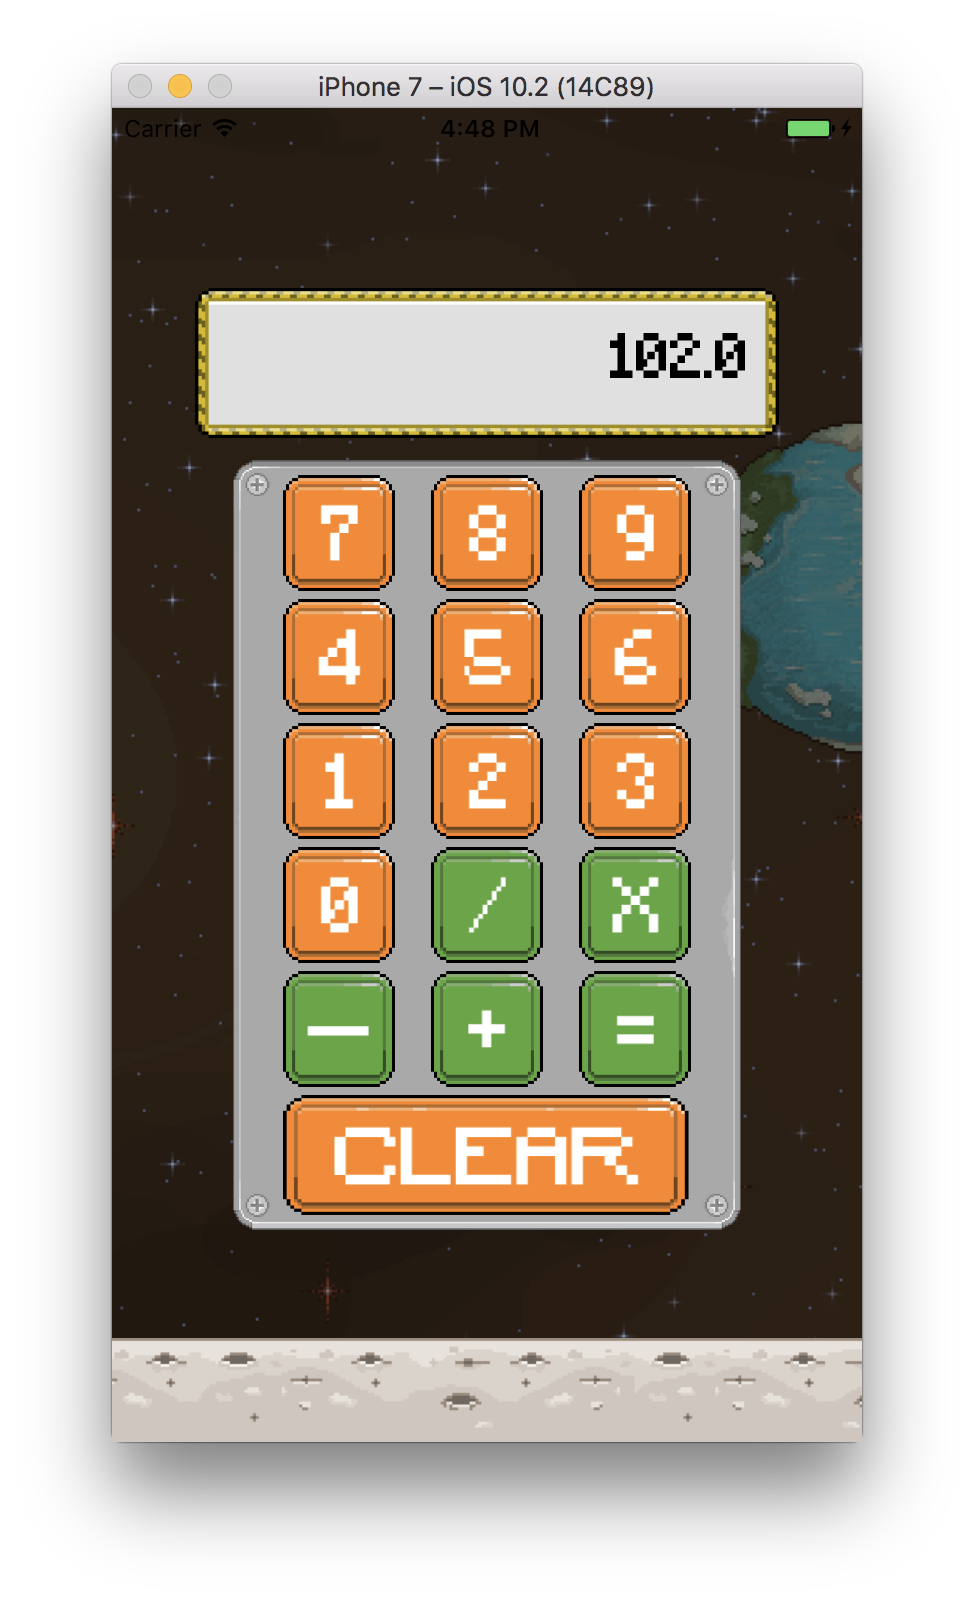 iPhone 7 – iOS 10.2 (14C89)
Carrier 4:48 PM
102.0
7 8 9
4 5 6
1 2 3
0 / X
— + =
CLEAR